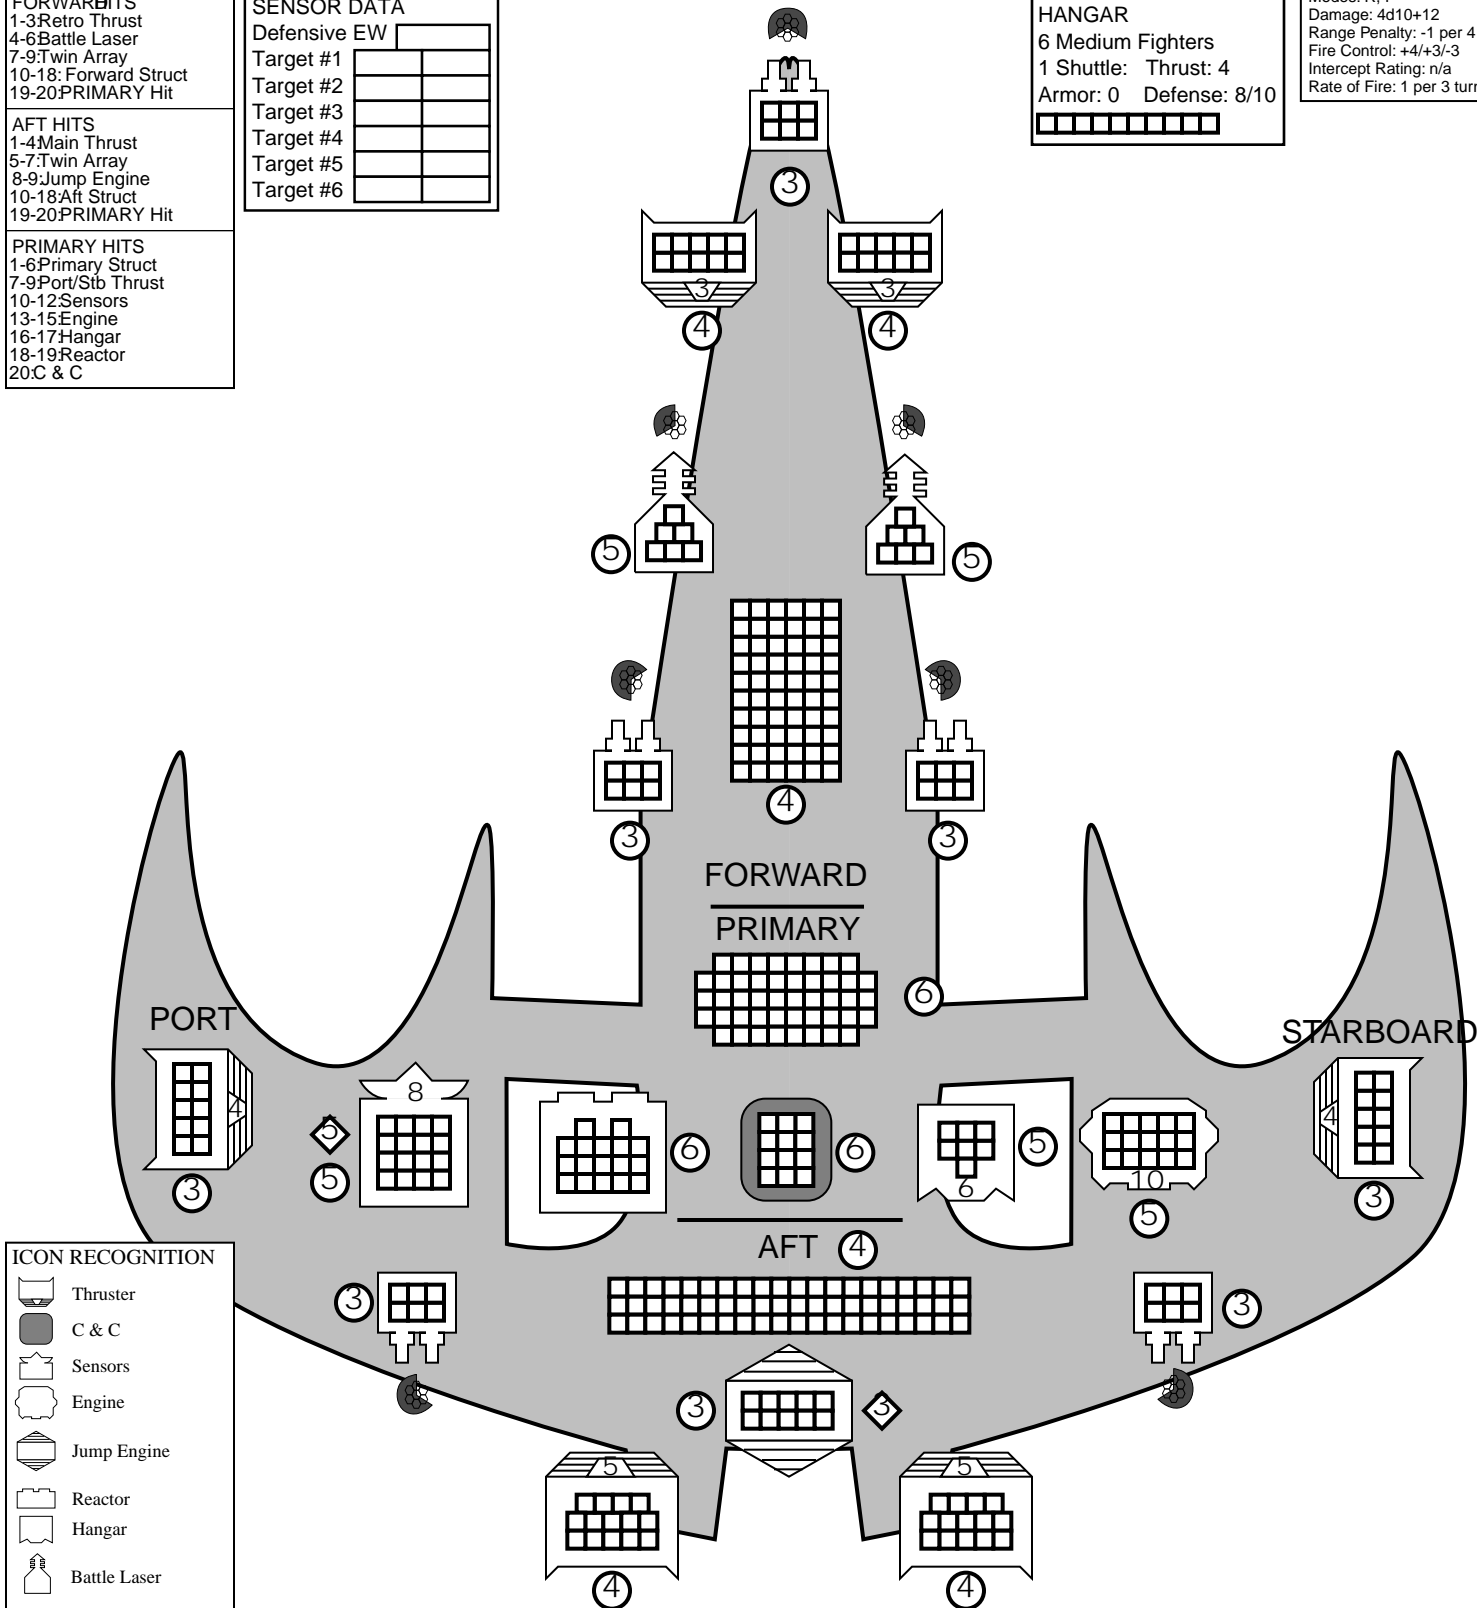 FORWARD HITS
1-3:Retro Thrust
4-6:Battle Laser
7-9:Twin Array
10-18: Forward Struct
19-20:PRIMARY Hit
AFT HITS
1-4:Main Thrust
5-7:Twin Array
8-9:Jump Engine
10-18:Aft Struct
19-20:PRIMARY Hit
PRIMARY HITS
1-6:Primary Struct
7-9:Port/Stb Thrust
10-12:Sensors
13-15:Engine
16-17:Hangar
18-19:Reactor
20:C & C
SENSOR DATA
Defensive EW
Target #1
Target #2
Target #3
Target #4
Target #5
Target #6
HANGAR
6 Medium Fighters
1 Shuttle: Thrust: 4
Armor: 0 Defense: 8/10
Damage: 4d10+12
Range Penalty: -1 per 4
Fire Control: +4/+3/-3
Intercept Rating: n/a
Rate of Fire: 1 per 3 turn
3
3 3
4 4
5 5
4
3 3
FORWARD
PRIMARY
6
PORT
STARBOARD
4 8 4
5
5 6 6 5
6 10
3 5 3
AFT 4
3 3
3 3
5 5
4 4
ICON RECOGNITION
Thruster
C & C
Sensors
Engine
Jump Engine
Reactor
Hangar
Battle Laser